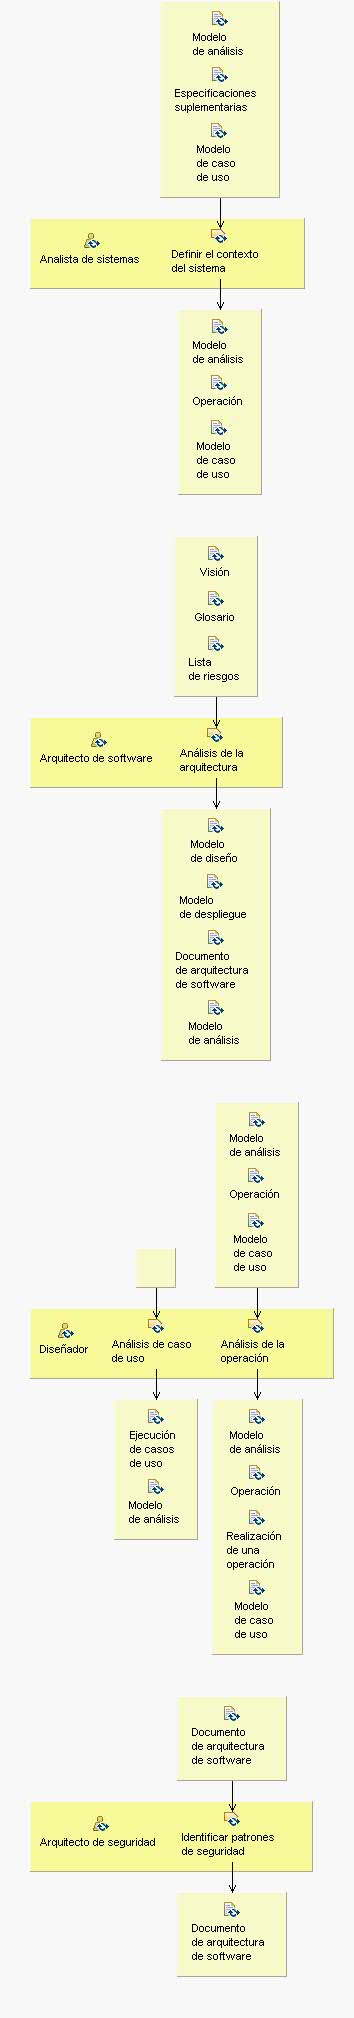 Modelo
de análisis
Especificaciones
suplementarias
Modelo
de caso
de uso
Analista de sistemas
Definir el contexto
del sistema
Modelo
de análisis
Operación
Modelo
de caso
de uso
Visión
Glosario
Lista
de riesgos
Arquitecto de software
Análisis de la
arquitectura
Modelo
de diseño
Modelo
de despliegue
Documento
de arquitectura
de software
Modelo
de análisis
Modelo
de análisis
Operación
Modelo
de caso
de uso
Diseñador
Análisis de caso
de uso
Análisis de la
operación
Ejecución
de casos
de uso
Modelo
de análisis
Modelo
de análisis
Operación
Realización
de una
operación
Modelo
de caso
de uso
Documento
de arquitectura
de software
Arquitecto de seguridad
Identificar patrones
de seguridad
Documento
de arquitectura
de software